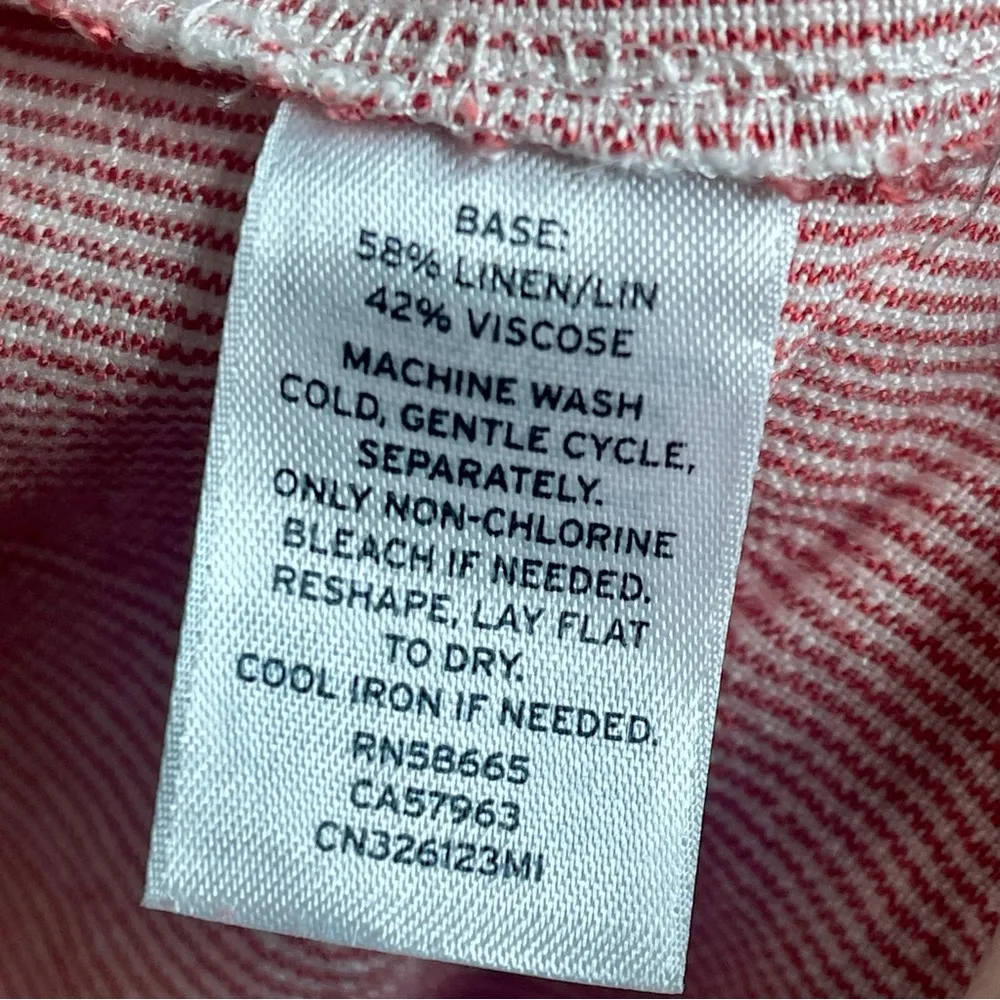 BASE:
58% LINEN/LIN
42% VISCOSE
MACHINE WASH
COLD, GENTLE CYCLE,
SEPARATELY.
ONLY NON-CHLORINE
BLEACH IF NEEDED.
RESHAPE, LAY FLAT
TO DRY.
COOL IRON IF NEEDED.
RN58665
CA57963
CN326123MI